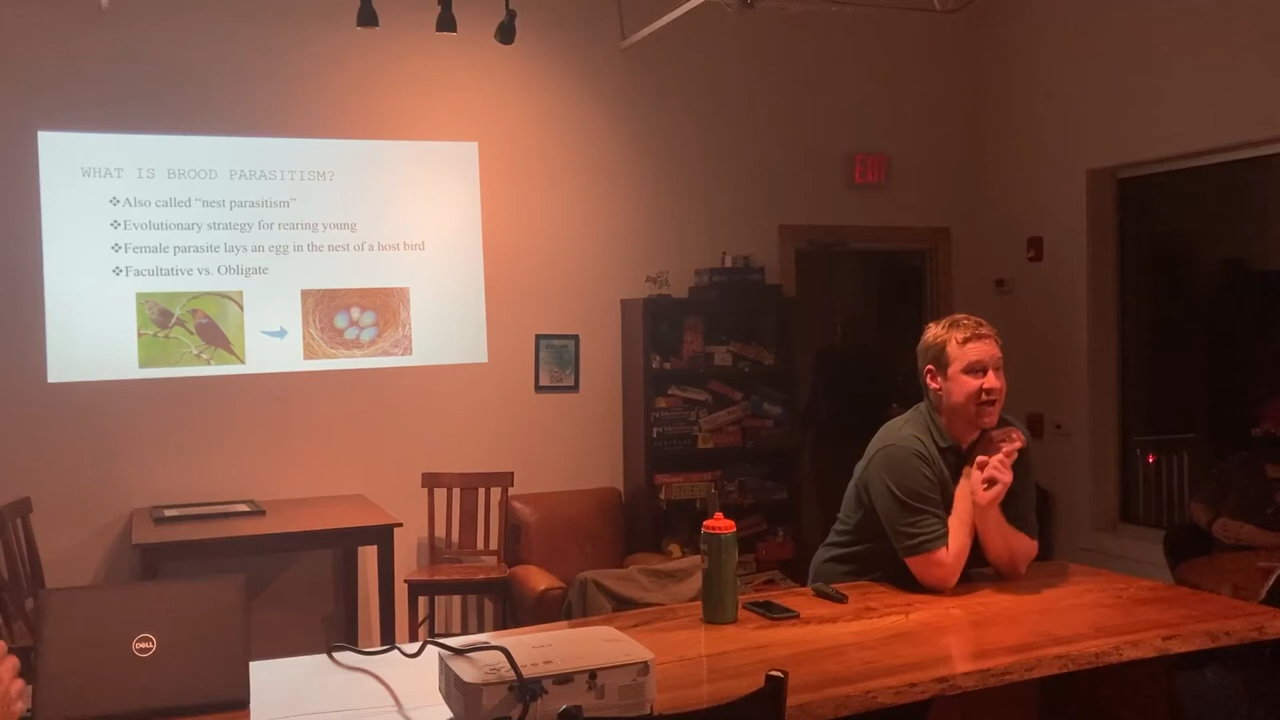 WHAT IS BROOD PARASITISM?
❖Also called “nest parasitism”
❖Evolutionary strategy for rearing young
❖Female parasite lays an egg in the nest of a host bird
❖Facultative vs. Obligate
EXIT
DELL